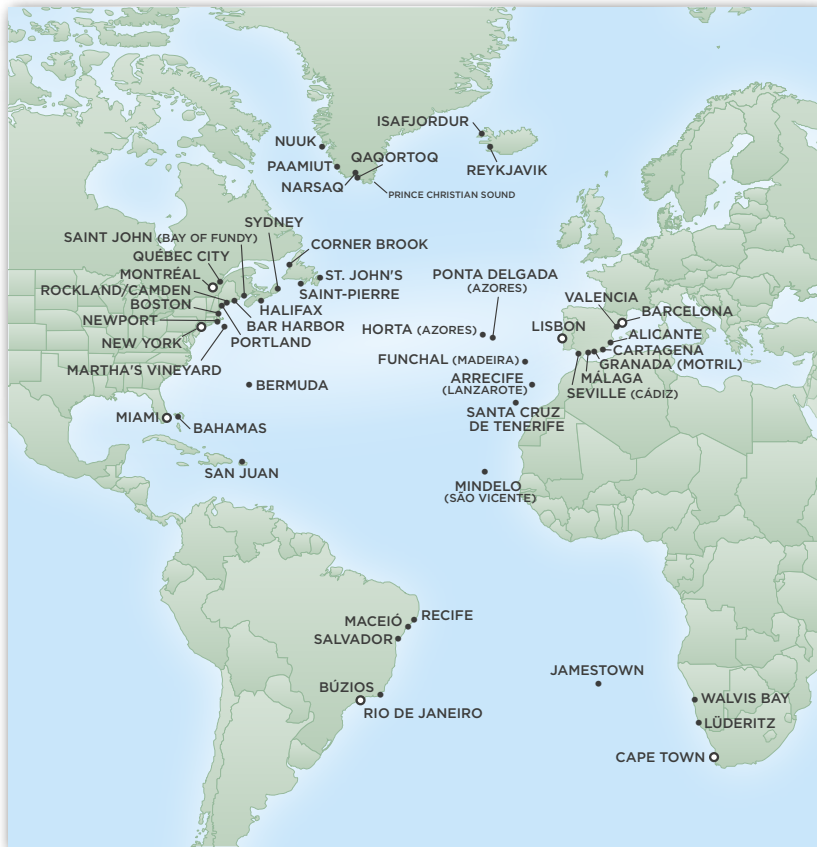 ISAFJORDUR
NUUK
QAQORTOQ
PAAMIUT
REYKJAVIK
NARSAQ
PRINCE CHRISTIAN SOUND
SYDNEY
SAINT JOHN (BAY OF FUNDY)
CORNER BROOK
QUÉBEC CITY
MONTRÉAL
ST. JOHN'S
ROCKLAND/CAMDEN
SAINT-PIERRE
BOSTON
HALIFAX
NEWPORT
BAR HARBOR
NEW YORK
PORTLAND
MARTHA'S VINEYARD
PONTA DELGADA
(AZORES)
VALENCIA
BARCELONA
HORTA (AZORES)
LISBON
ALICANTE
CARTAGENA
FUNCHAL (MADEIRA)
GRANADA (MOTRIL)
ARRECIFE
(LANZAROTE)
MÁLAGA
SEVILLE (CÁDIZ)
BERMUDA
SANTA CRUZ
DE TENERIFE
MIAMI
BAHAMAS
SAN JUAN
MINDELO
(SÃO VICENTE)
RECIFE
MACEIÓ
SALVADOR
JAMESTOWN
BÚZIOS
RIO DE JANEIRO
WALVIS BAY
LÜDERITZ
CAPE TOWN